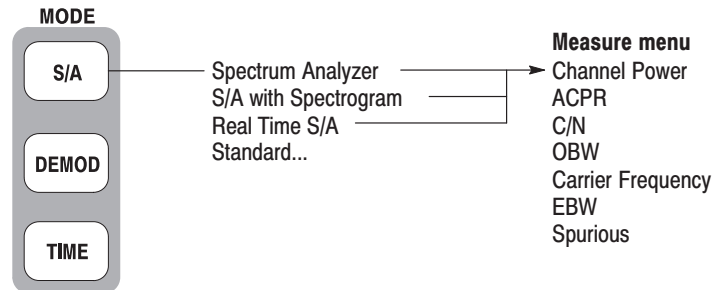 MODE
S/A
DEMOD
TIME
Spectrum Analyzer
S/A with Spectrogram
Real Time S/A
Standard...
Measure menu
Channel Power
ACPR
C/N
OBW
Carrier Frequency
EBW
Spurious